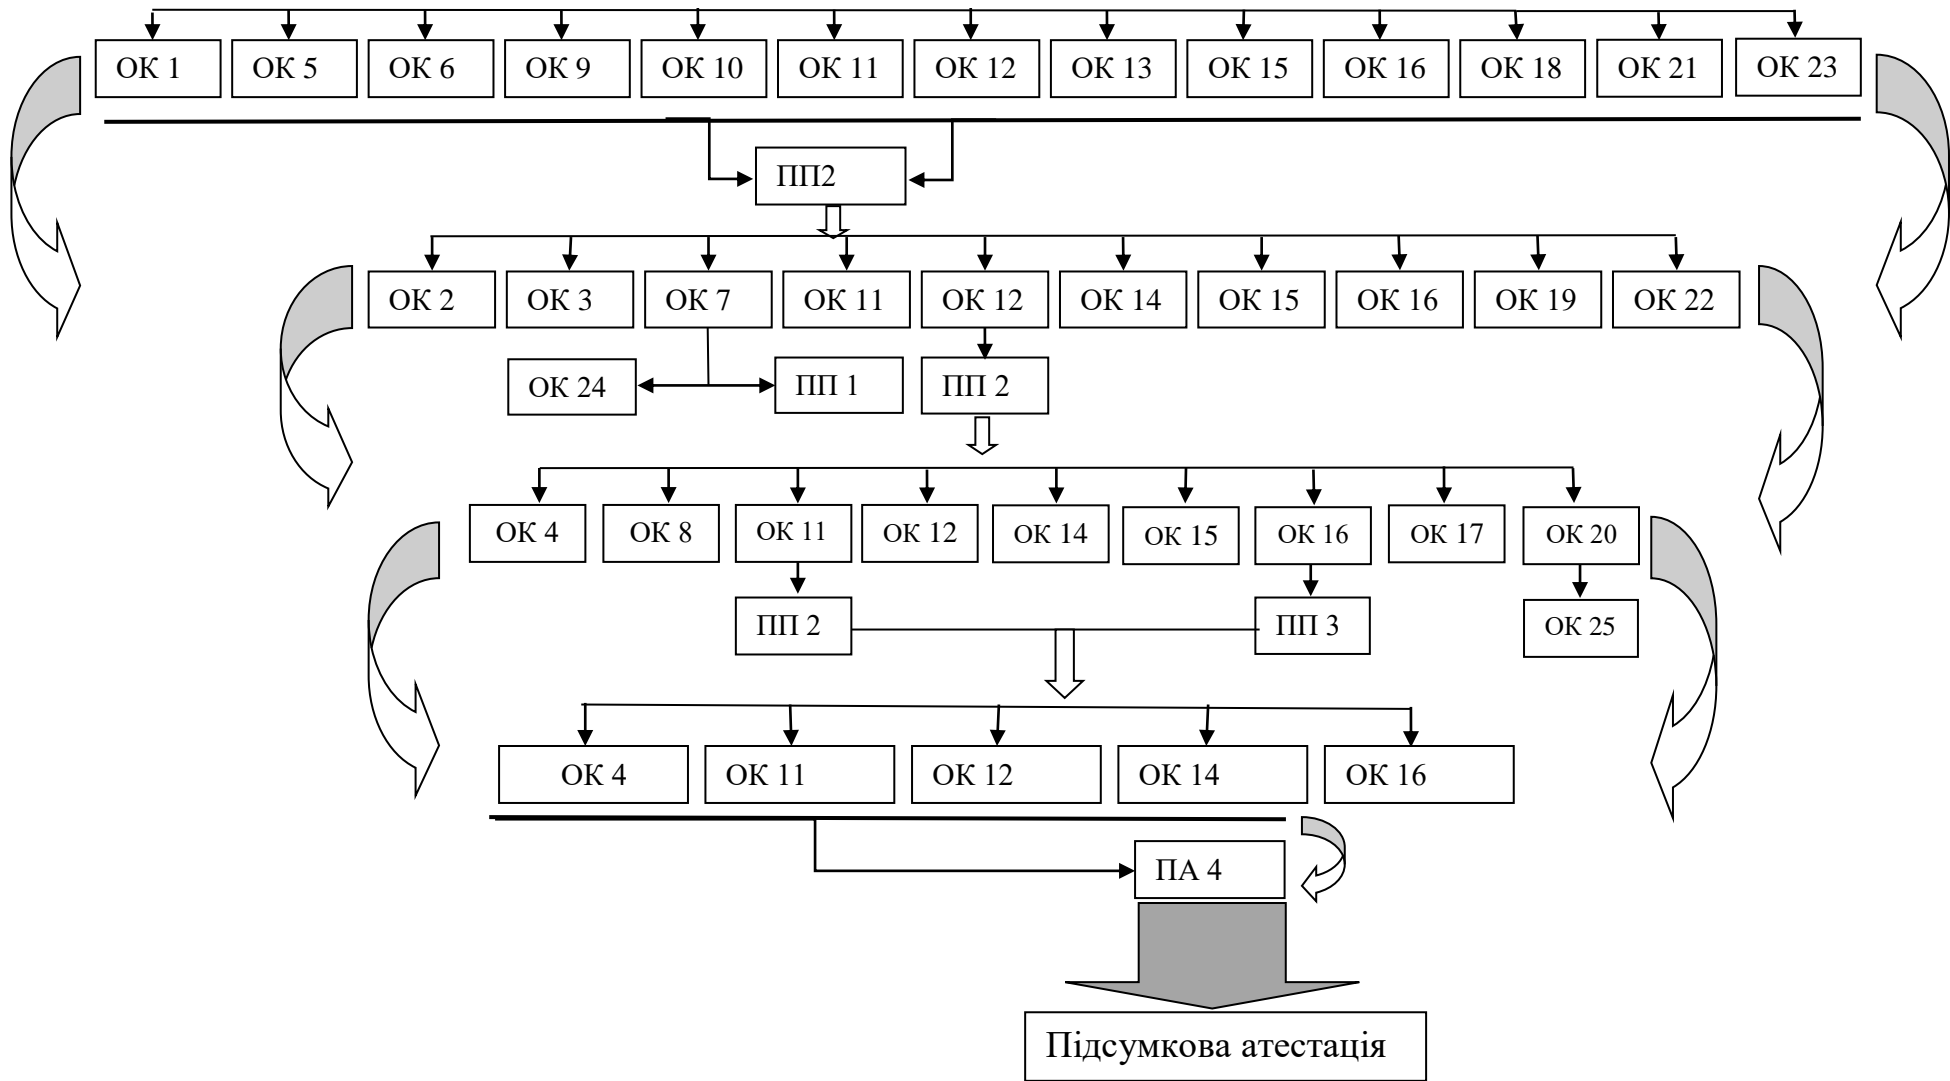 ОК 1
ОК 5
ОК 6
ОК 9
ОК 10
ОК 11
ОК 12
ОК 13
ОК 15
ОК 16
ОК 18
ОК 21
ОК 23
ПП2
ОК 2
ОК 3
ОК 7
ОК 11
ОК 12
ОК 14
ОК 15
ОК 16
ОК 19
ОК 22
ОК 24
ПП 1
ПП 2
ОК 4
ОК 8
ОК 11
ОК 12
ОК 14
ОК 15
ОК 16
ОК 17
ОК 20
ПП 2
ПП 3
ОК 25
ОК 4
ОК 11
ОК 12
ОК 14
ОК 16
ПА 4
Підсумкова атестація